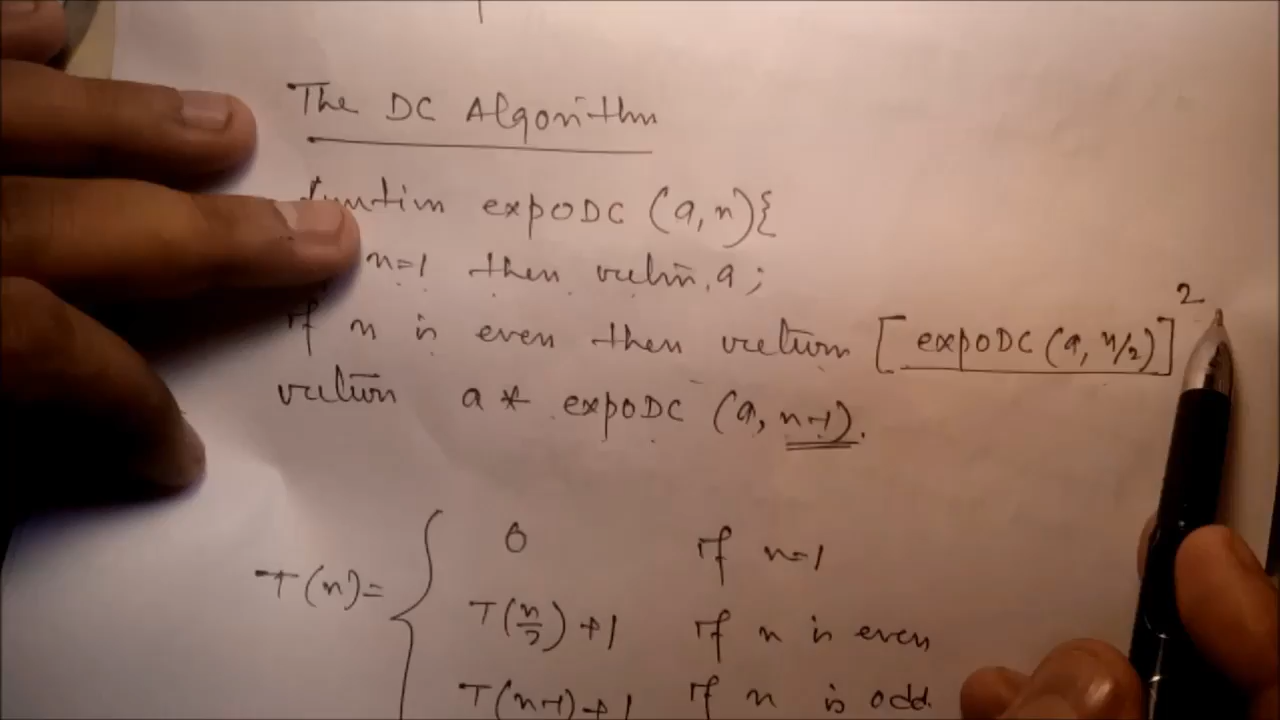 The DC Algorithm
function expoDC (a,n){
n=1 then return a;
if n is even then return [expoDC(a, n/2)]²
return a * expoDC (a, n-1).
T(n)= { 0 if n=1
T(n/2)+1 if n is even
T(n-1)+1 if n is odd.